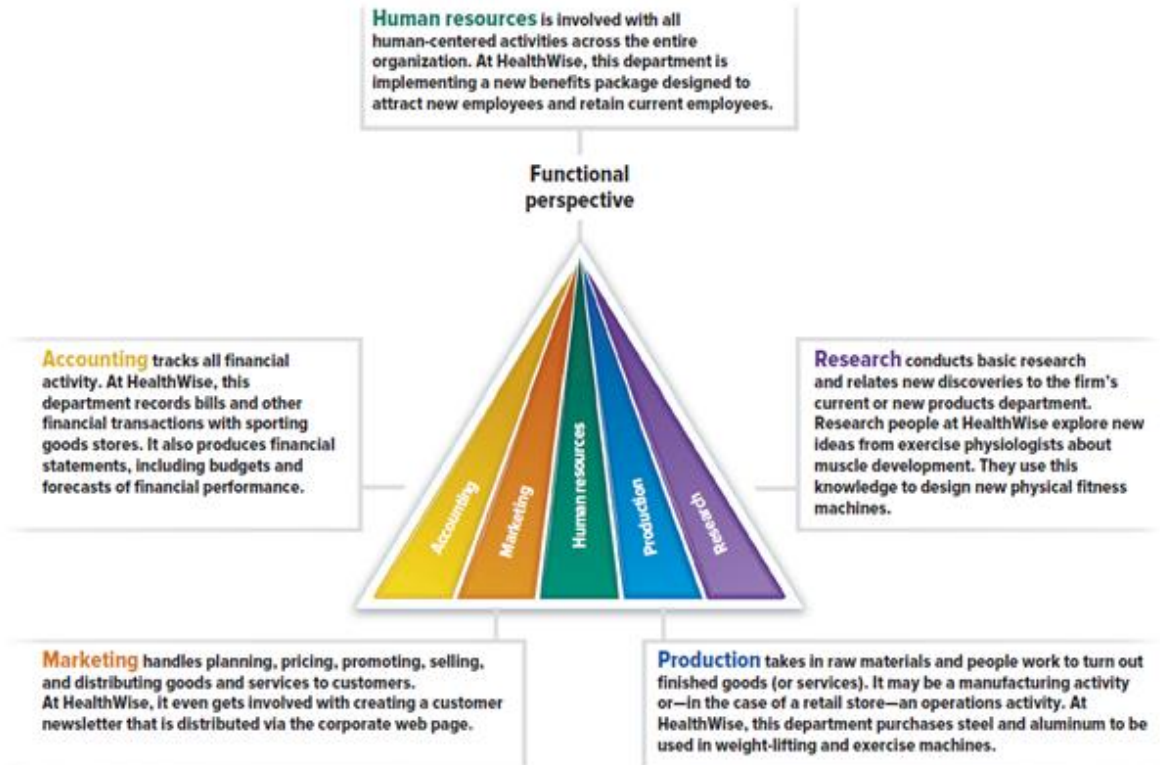 Human resources is involved with all
human-centered activities across the entire
organization. At HealthWise, this department is
implementing a new benefits package designed to
attract new employees and retain current employees.
Functional
perspective
Accounting tracks all financial
activity. At HealthWise, this
department records bills and other
financial transactions with sporting
goods stores. It also produces financial
statements, including budgets and
forecasts of financial performance.
Research conducts basic research
and relates new discoveries to the firm's
current or new products department.
Research people at HealthWise explore new
ideas from exercise physiologists about
muscle development. They use this
knowledge to design new physical fitness
machines.
Accounting
Marketing
Human resources
Production
Research
Marketing handles planning, pricing, promoting, selling,
and distributing goods and services to customers.
At HealthWise, it even gets involved with creating a customer
newsletter that is distributed via the corporate web page.
Production takes in raw materials and people work to turn out
finished goods (or services). It may be a manufacturing activity
or—in the case of a retail store—an operations activity. At
HealthWise, this department purchases steel and aluminum to be
used in weight-lifting and exercise machines.